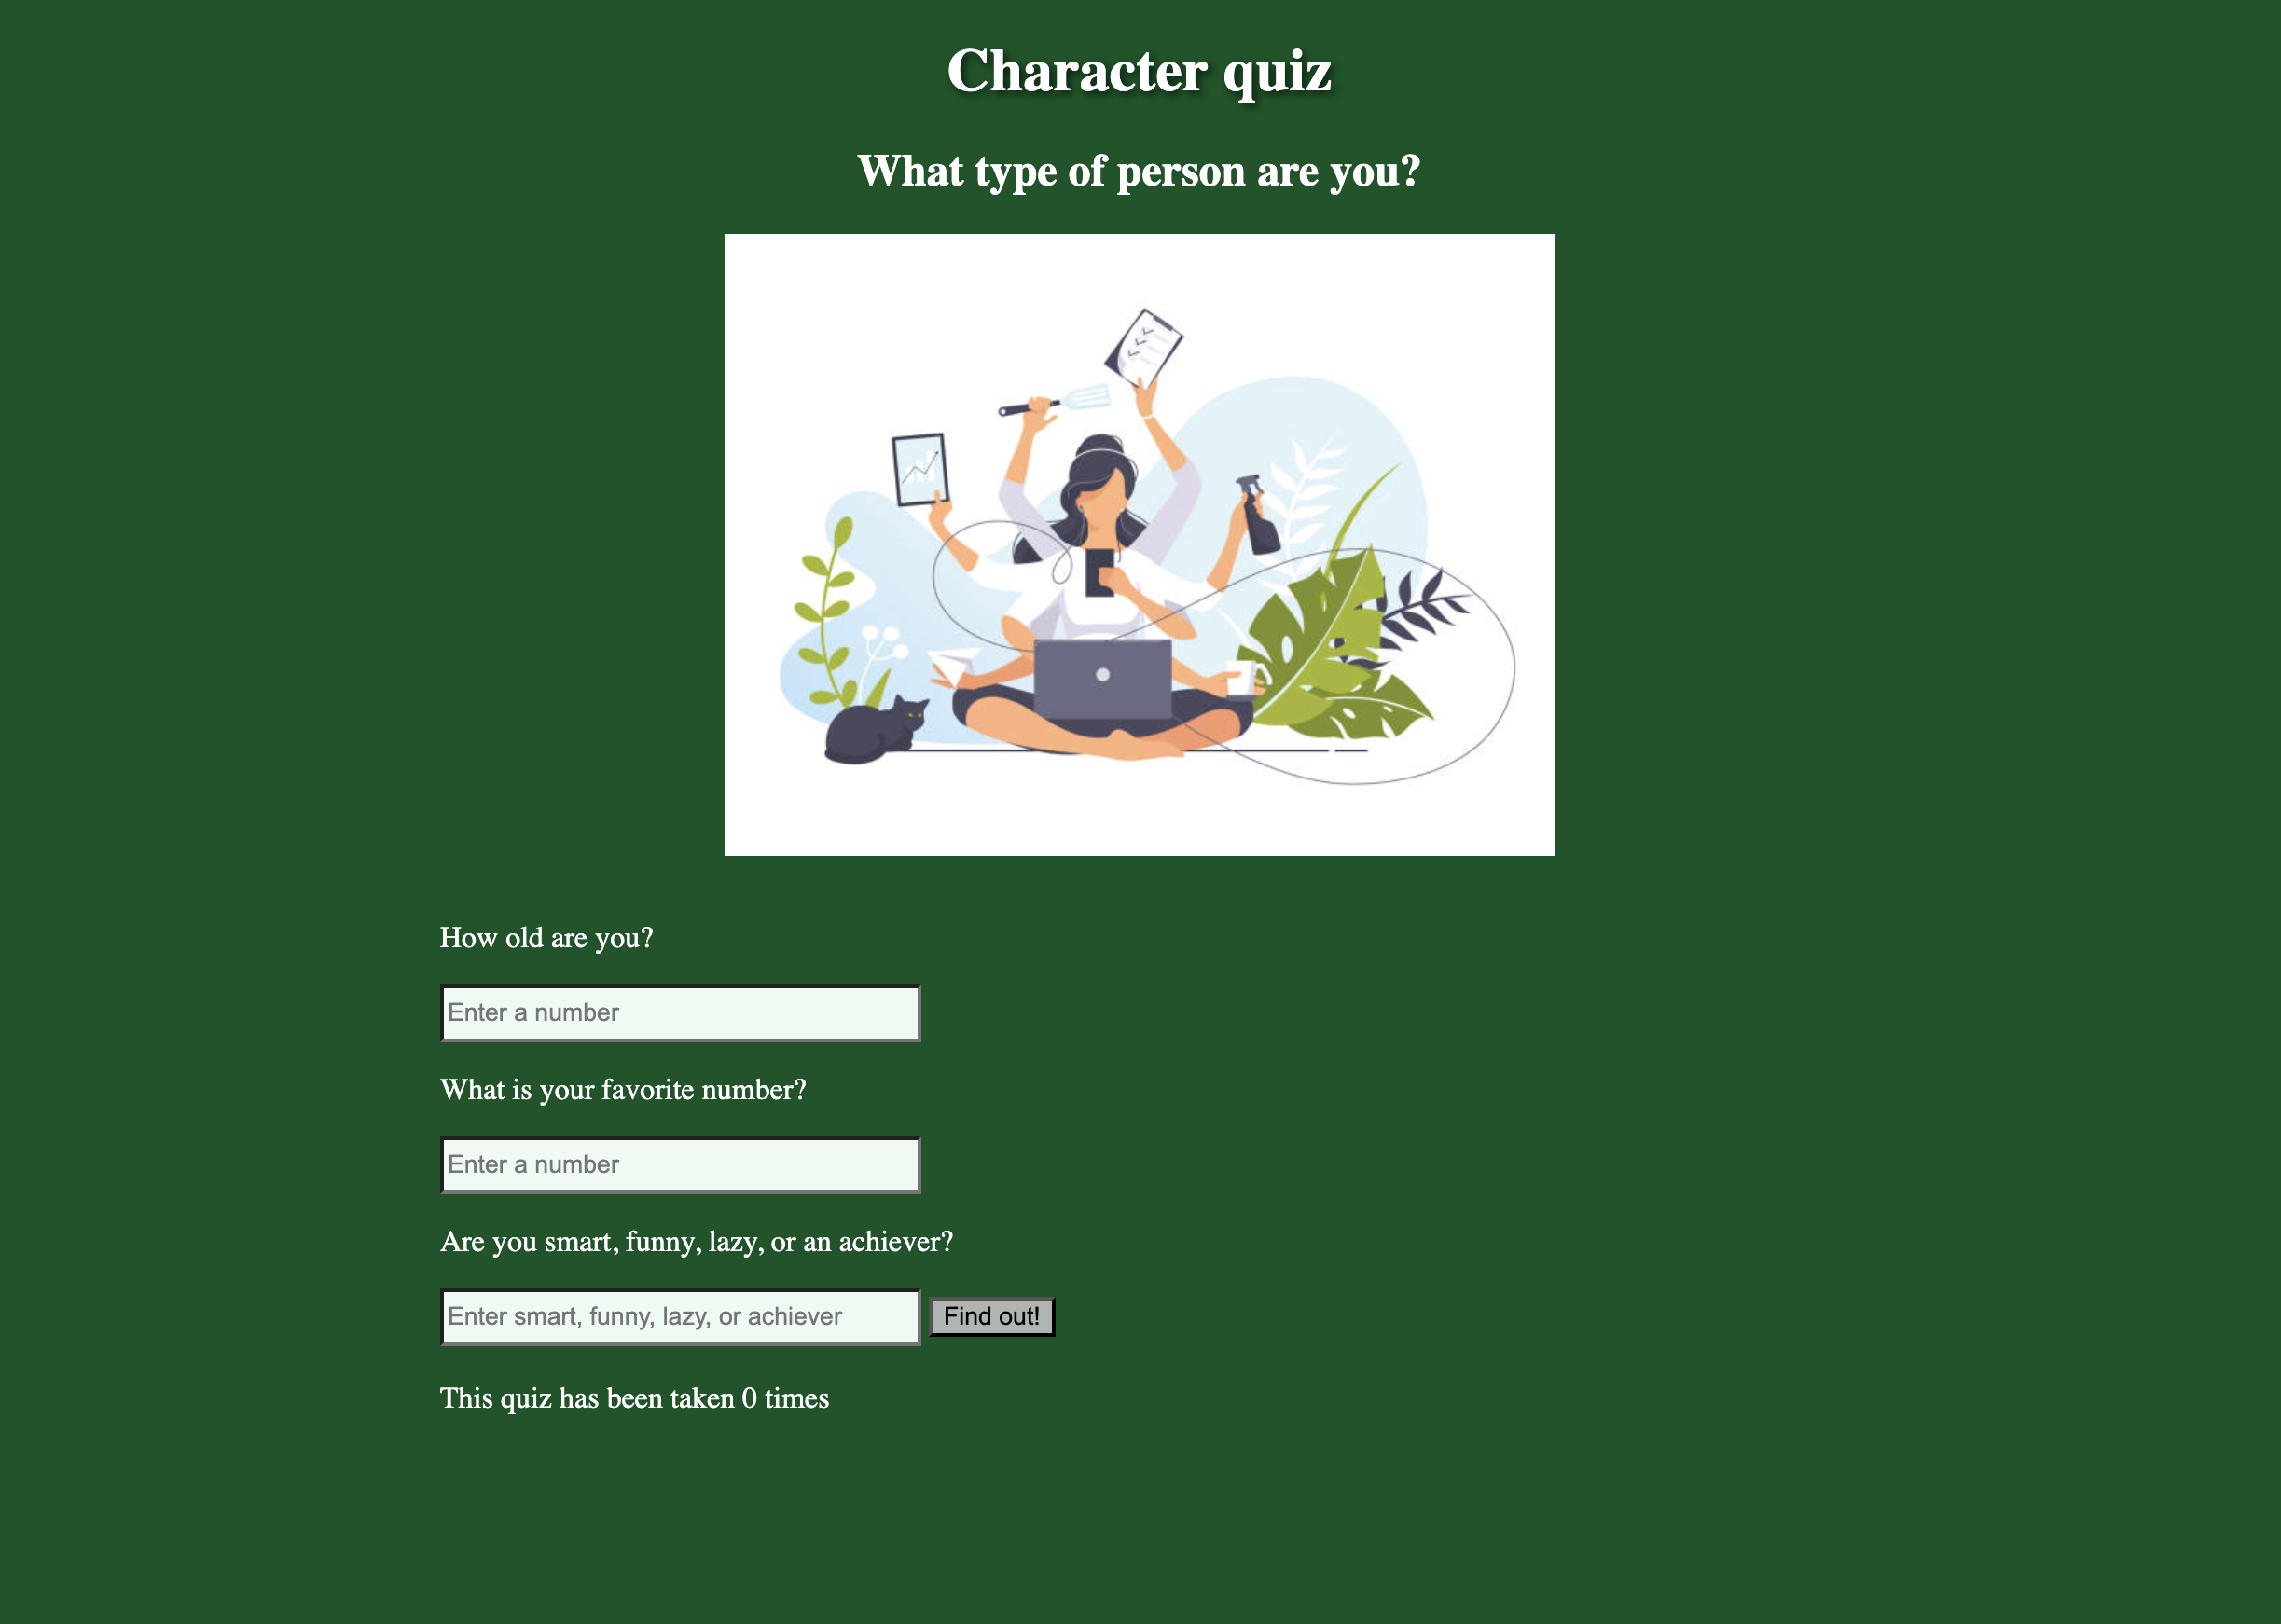 Character quiz
What type of person are you?
How old are you?
Enter a number
What is your favorite number?
Enter a number
Are you smart, funny, lazy, or an achiever?
Enter smart, funny, lazy, or achiever Find out!
This quiz has been taken 0 times